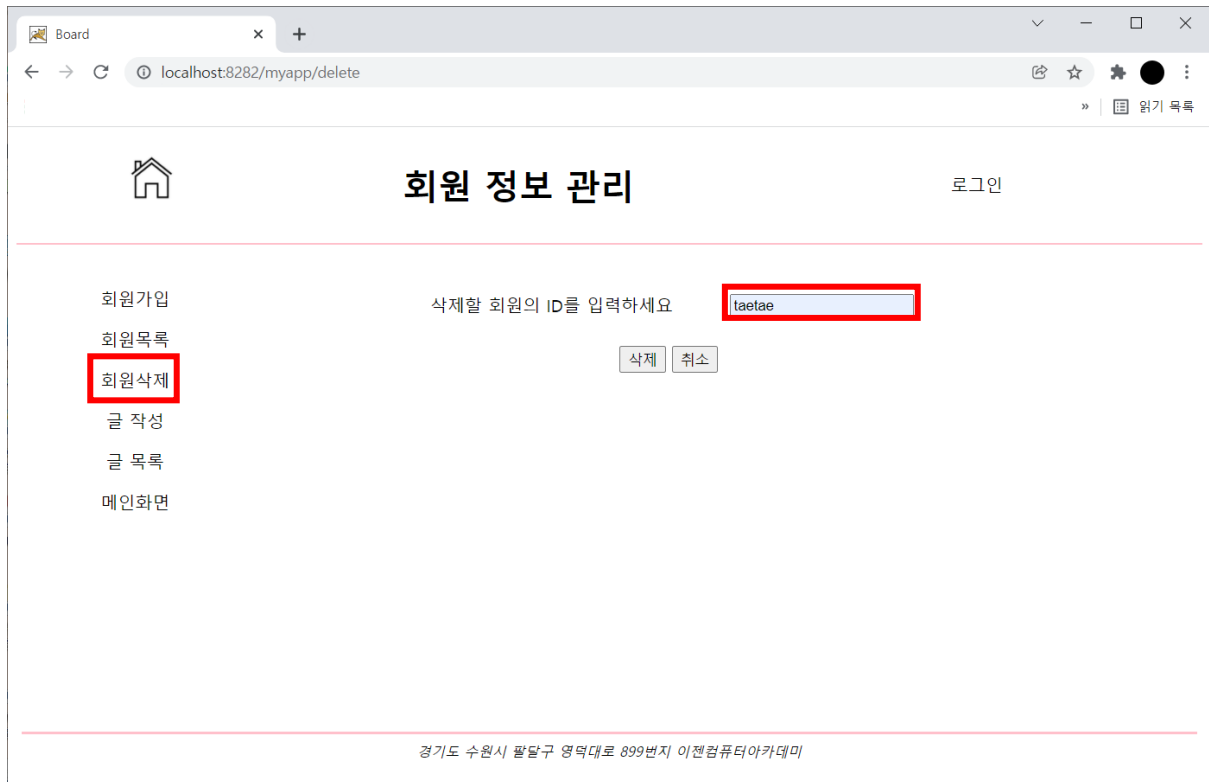 Board
localhost:8282/myapp/delete
» 읽기 목록
회원 정보 관리
로그인
회원가입
회원목록
회원삭제
글 작성
글 목록
메인화면
삭제할 회원의 ID를 입력하세요 taetae
삭제 취소
경기도 수원시 팔달구 영덕대로 899번지 이젠컴퓨터아카데미